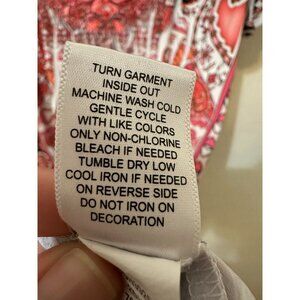 TURN GARMENT
INSIDE OUT
MACHINE WASH COLD
GENTLE CYCLE
WITH LIKE COLORS
ONLY NON-CHLORINE
BLEACH IF NEEDED
TUMBLE DRY LOW
COOL IRON IF NEEDED
ON REVERSE SIDE
DO NOT IRON ON
DECORATION